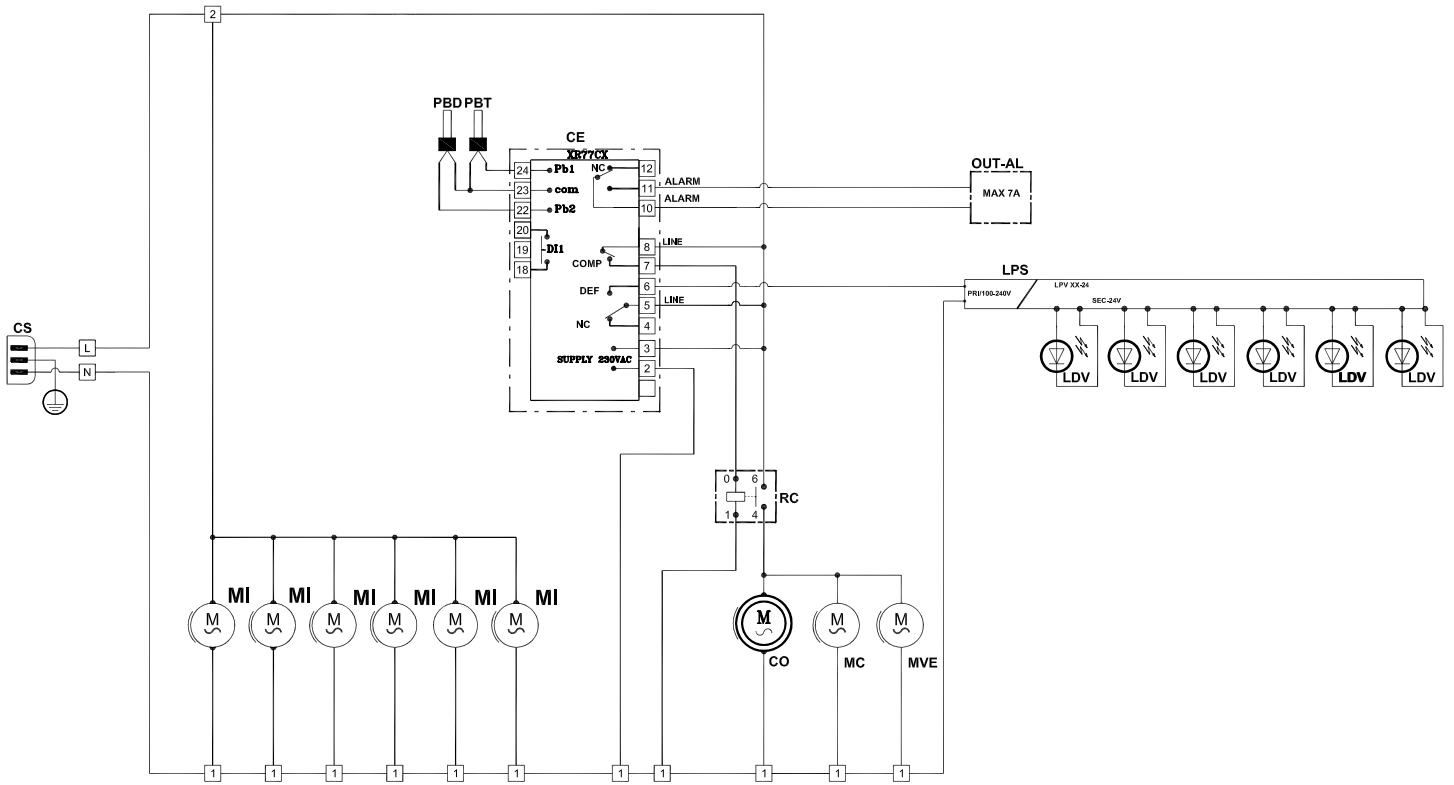 2
PBD PBT
CE
XR77CX
24 Pb1 NC 12
23 com 11 ALARM
22 Pb2 10 ALARM
OUT-AL
MAX 7A
20
19 DI1 8 LINE
18 COMP 7
DEF 6
5 LINE
NC 4
3
SUPPLY 230VAC
2
LPS
PRI/100-240V
LPV XX-24
SEC-24V
LDV LDV LDV LDV LDV LDV
CS
L
N
0 6
RC
1 4
MI MI MI MI MI MI
M M M M M M
M M M
CO MC MVE
1 1 1 1 1 1 1 1 1 1 1